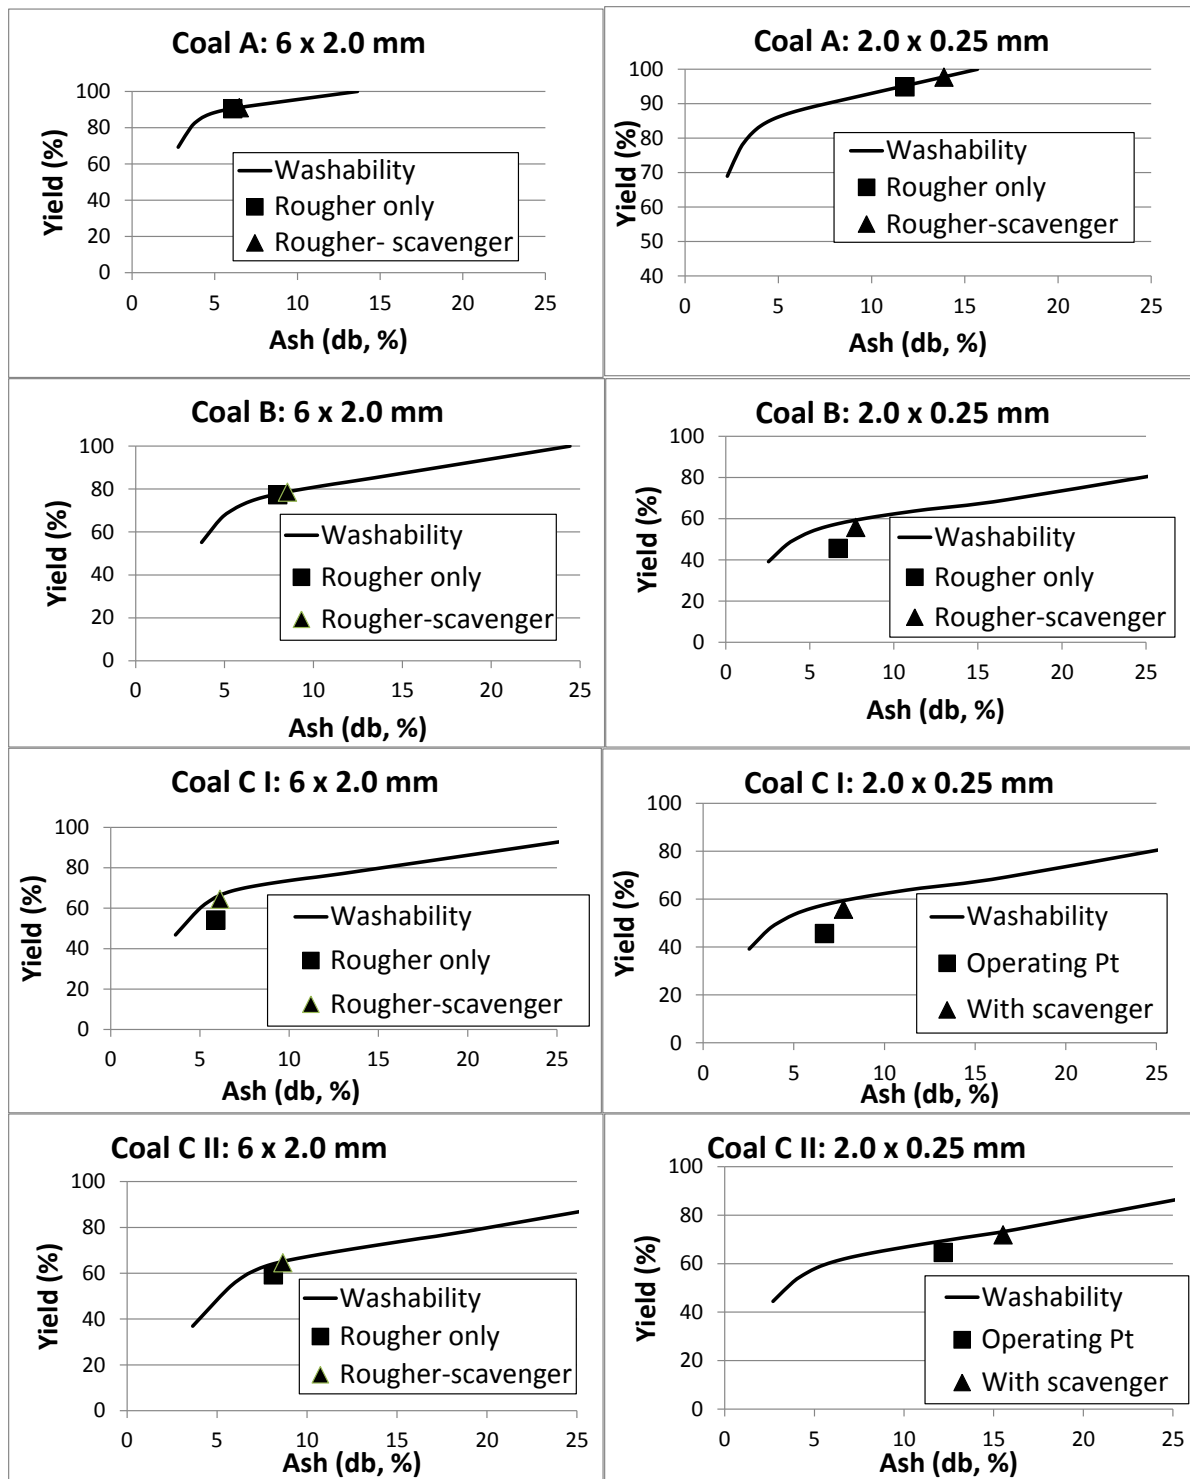 Coal A: 6 x 2.0 mm
100
80
60
40
20
0
Yield (%)
Washability
Rougher only
Rougher- scavenger
0 5 10 15 20 25
Ash (db, %)
Coal A: 2.0 x 0.25 mm
100
90
80
70
60
50
40
Yield (%)
Washability
Rougher only
Rougher-scavenger
0 5 10 15 20 25
Ash (db, %)
Coal B: 6 x 2.0 mm
100
80
60
40
20
0
Yield (%)
Washability
Rougher only
Rougher-scavenger
0 5 10 15 20 25
Ash (db, %)
Coal B: 2.0 x 0.25 mm
100
80
60
40
20
0
Yield (%)
Washability
Rougher only
Rougher-scavenger
0 5 10 15 20 25
Ash (db, %)
Coal C I: 6 x 2.0 mm
100
80
60
40
20
0
Yield (%)
Washability
Rougher only
Rougher-scavenger
0 5 10 15 20 25
Ash (db, %)
Coal C I: 2.0 x 0.25 mm
100
80
60
40
20
0
Yield (%)
Washability
Operating Pt
With scavenger
0 5 10 15 20 25
Ash (db, %)
Coal C II: 6 x 2.0 mm
100
80
60
40
20
0
Yield (%)
Washability
Rougher only
Rougher-scavenger
0 5 10 15 20 25
Ash (db, %)
Coal C II: 2.0 x 0.25 mm
100
80
60
40
20
0
Yield (%)
Washability
Operating Pt
With scavenger
0 5 10 15 20 25
Ash (db, %)